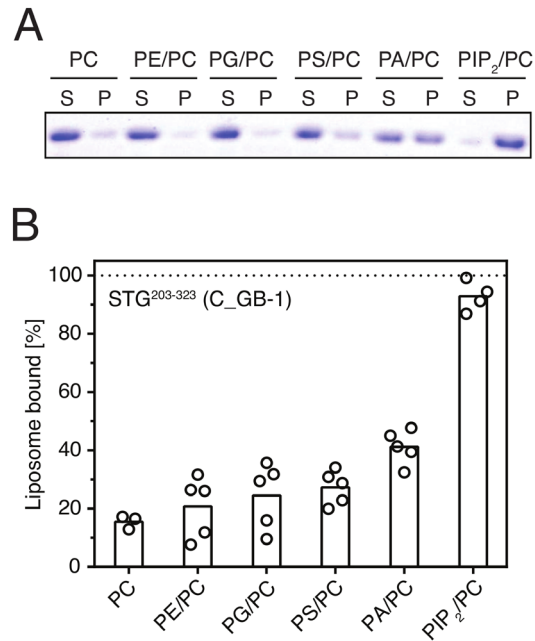 A
PC PE/PC PG/PC PS/PC PA/PC PIP₂/PC
S P S P S P S P S P S P
B
100
STG²⁰³⁻³²³ (C_GB-1)
80
60
40
20
0
Liposome bound [%]
PC PE/PC PG/PC PS/PC PA/PC PIP₂/PC